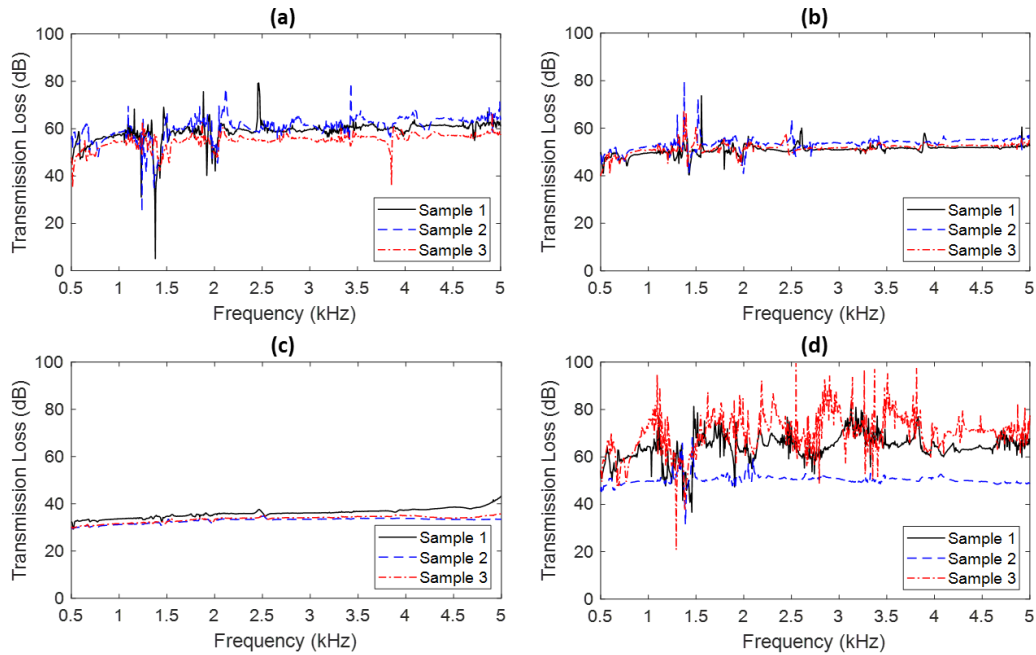 (a)
Transmission Loss (dB)
100
80
60
40
20
0
Sample 1
Sample 2
Sample 3
0.5 1 1.5 2 2.5 3 3.5 4 4.5 5
Frequency (kHz)
(b)
Transmission Loss (dB)
100
80
60
40
20
0
Sample 1
Sample 2
Sample 3
0.5 1 1.5 2 2.5 3 3.5 4 4.5 5
Frequency (kHz)
(c)
Transmission Loss (dB)
100
80
60
40
20
0
Sample 1
Sample 2
Sample 3
0.5 1 1.5 2 2.5 3 3.5 4 4.5 5
Frequency (kHz)
(d)
Transmission Loss (dB)
100
80
60
40
20
0
Sample 1
Sample 2
Sample 3
0.5 1 1.5 2 2.5 3 3.5 4 4.5 5
Frequency (kHz)